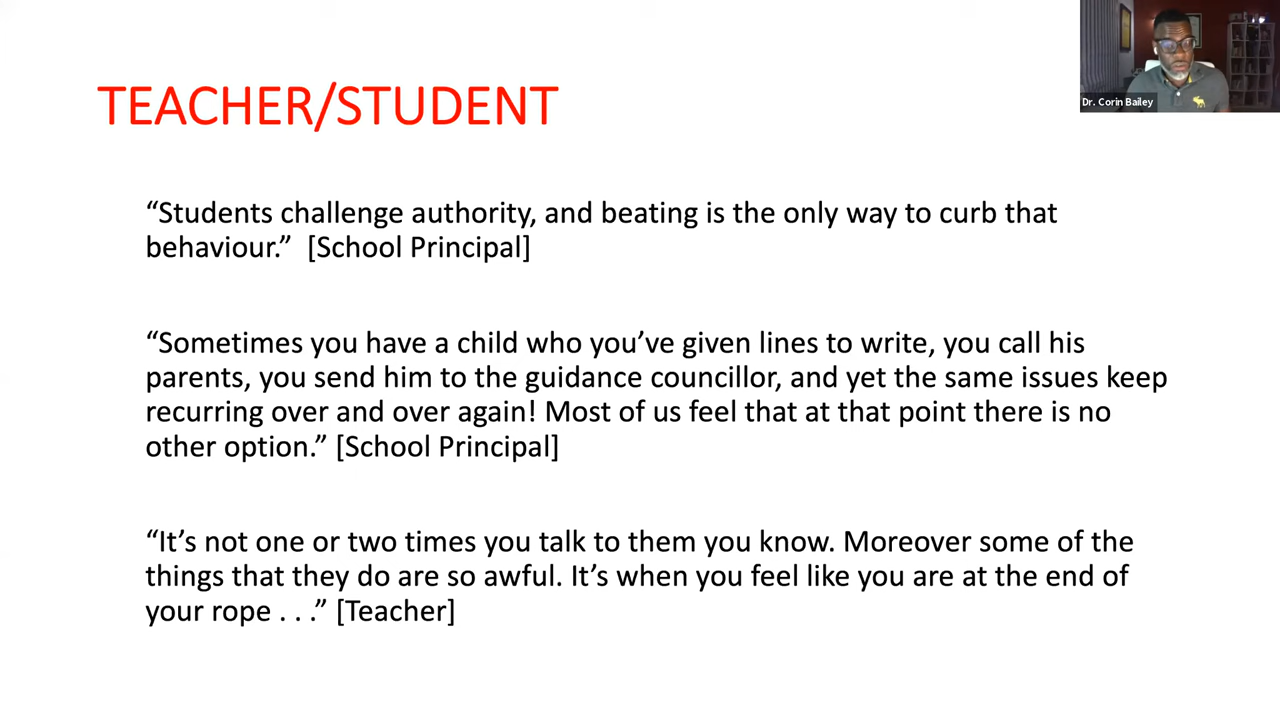 TEACHER/STUDENT
Dr. Corin Bailey
“Students challenge authority, and beating is the only way to curb that
behaviour.” [School Principal]
“Sometimes you have a child who you’ve given lines to write, you call his
parents, you send him to the guidance councillor, and yet the same issues keep
recurring over and over again! Most of us feel that at that point there is no
other option.” [School Principal]
“It’s not one or two times you talk to them you know. Moreover some of the
things that they do are so awful. It’s when you feel like you are at the end of
your rope . . .” [Teacher]